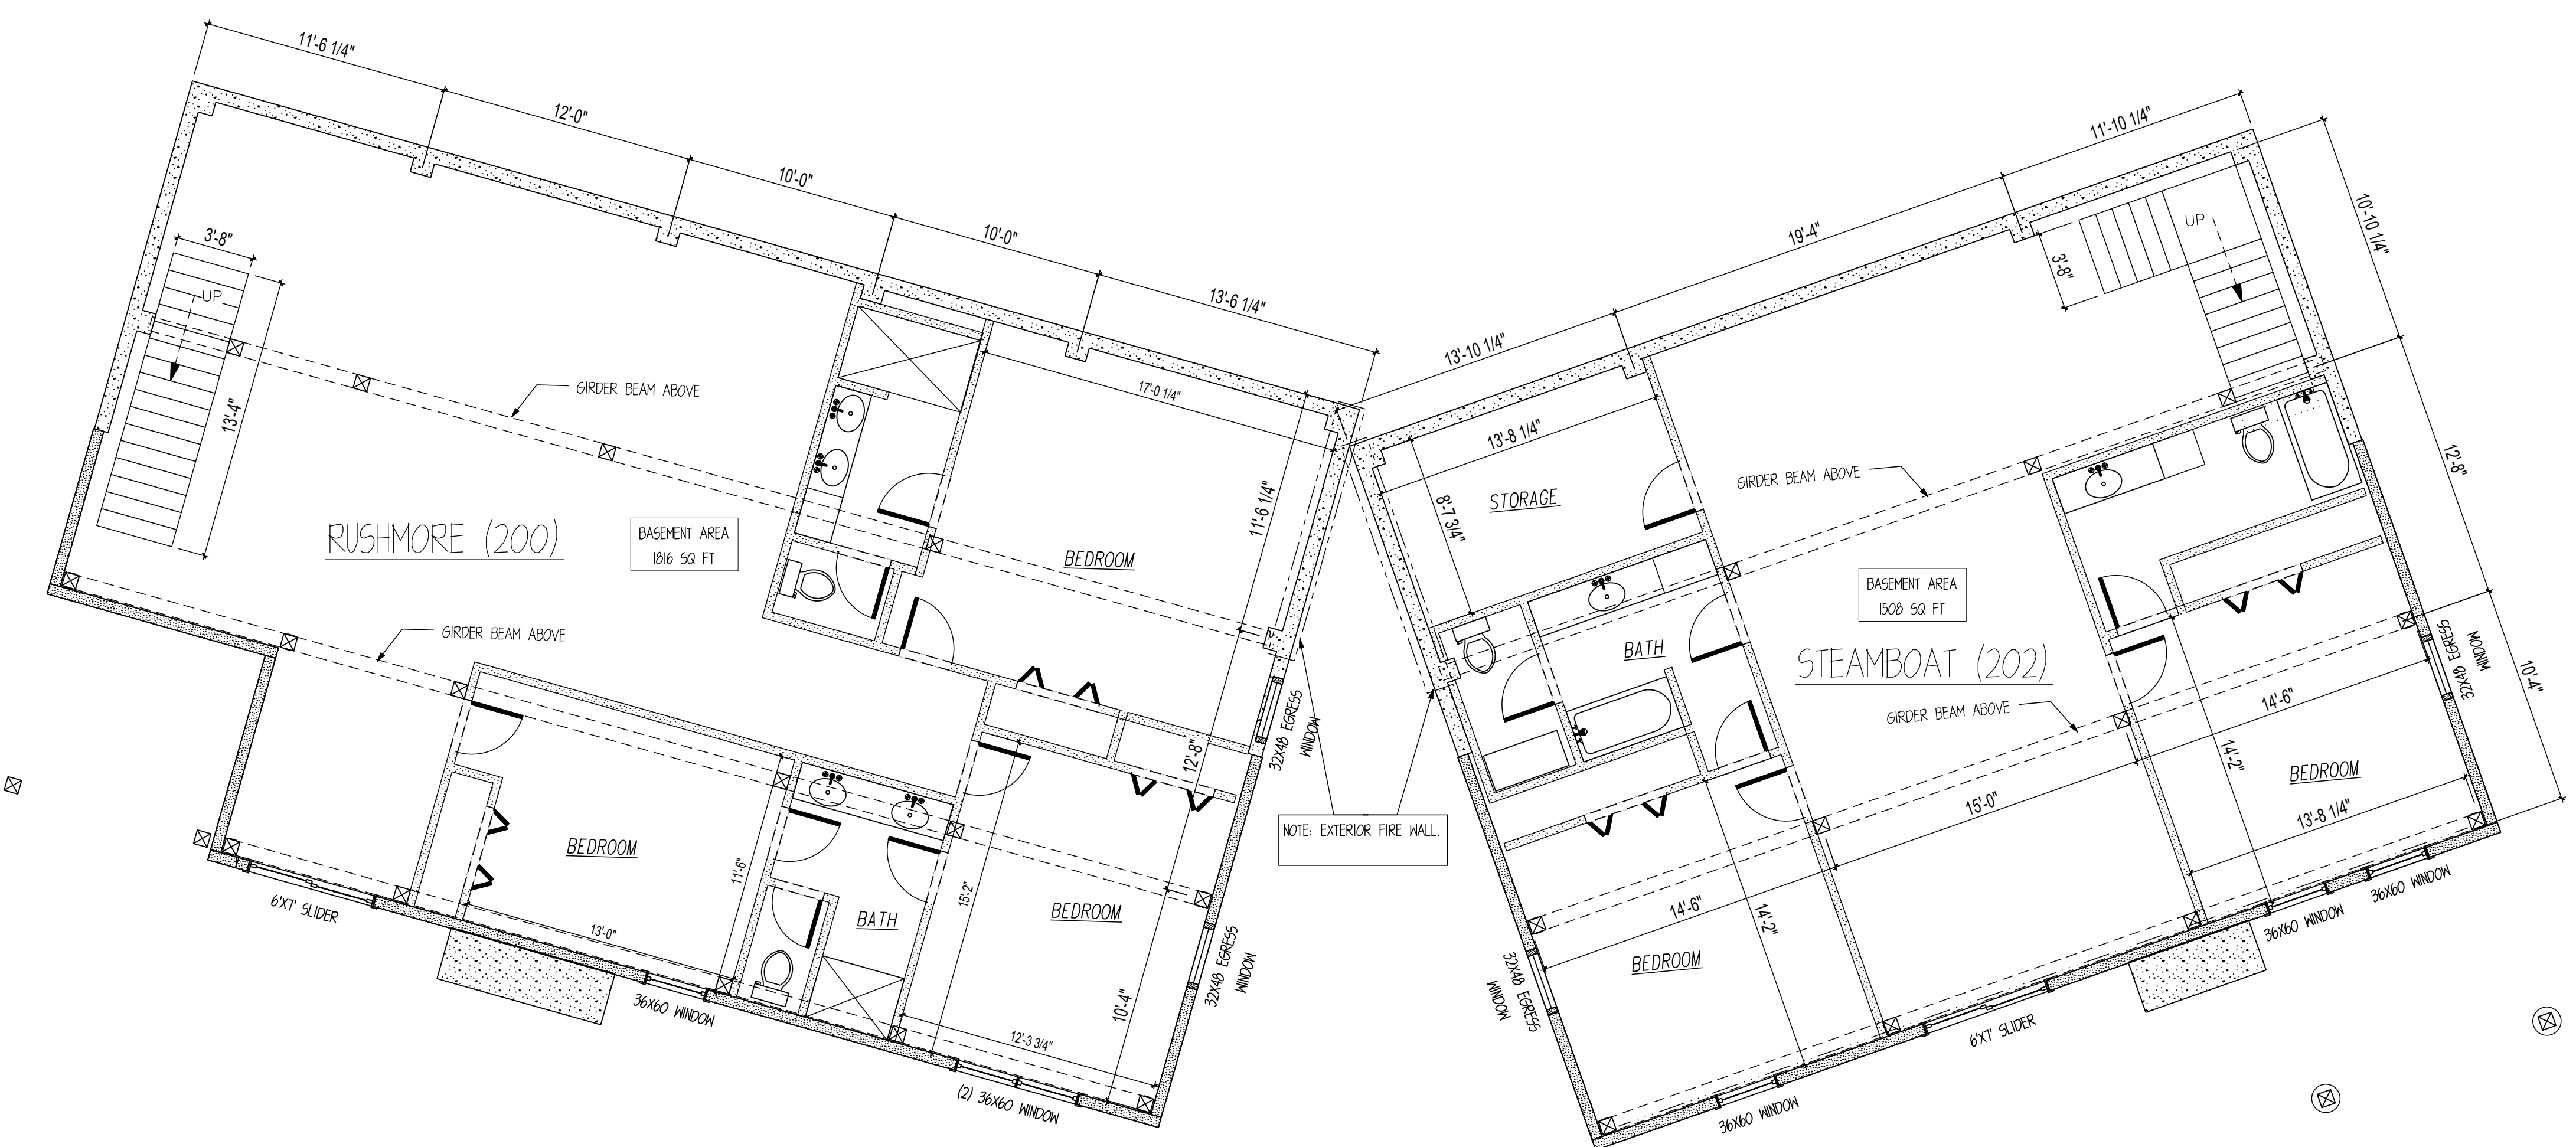 11'-6 1/4"
12'-0"
10'-0"
10'-0"
13'-6 1/4"
3'-8"
UP
13'-4"
GIRDER BEAM ABOVE
17'-0 1/4"
11'-6 1/4"
RUSHMORE (200)
BASEMENT AREA
1816 SQ FT
BEDROOM
GIRDER BEAM ABOVE
32X48 EGRESS
WINDOW
12'-8"
BEDROOM
11'-6"
15'-2"
BATH
BEDROOM
13'-0"
6'X7' SLIDER
36X60 WINDOW
32X48 EGRESS
WINDOW
10'-4"
12'-3 3/4"
(2) 36X60 WINDOW
NOTE: EXTERIOR FIRE WALL.
11'-10 1/4"
19'-4"
13'-10 1/4"
10'-10 1/4"
UP
3'-8"
13'-8 1/4"
8'-7 3/4"
STORAGE
GIRDER BEAM ABOVE
12'-8"
BASEMENT AREA
1508 SQ FT
BATH
STEAMBOAT (202)
GIRDER BEAM ABOVE
32X48 EGRESS
WINDOW
10'-4"
14'-6"
14'-2"
BEDROOM
15'-0"
13'-8 1/4"
14'-6"
14'-2"
BEDROOM
32X48 EGRESS
WINDOW
36X60 WINDOW
36X60 WINDOW
6'X7' SLIDER
36X60 WINDOW